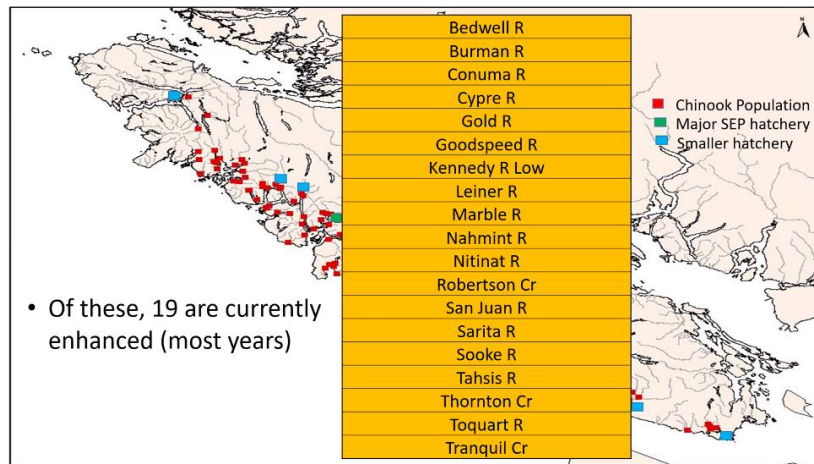 Bedwell R
Burman R
Conuma R
Cypre R
Gold R
Goodspeed R
Kennedy R Low
Leiner R
Marble R
Nahmint R
Nitinat R
Robertson Cr
San Juan R
Sarita R
Sooke R
Tahsis R
Thornton Cr
Toquart R
Tranquil Cr
N
Chinook Population
Major SEP hatchery
Smaller hatchery
• Of these, 19 are currently
enhanced (most years)